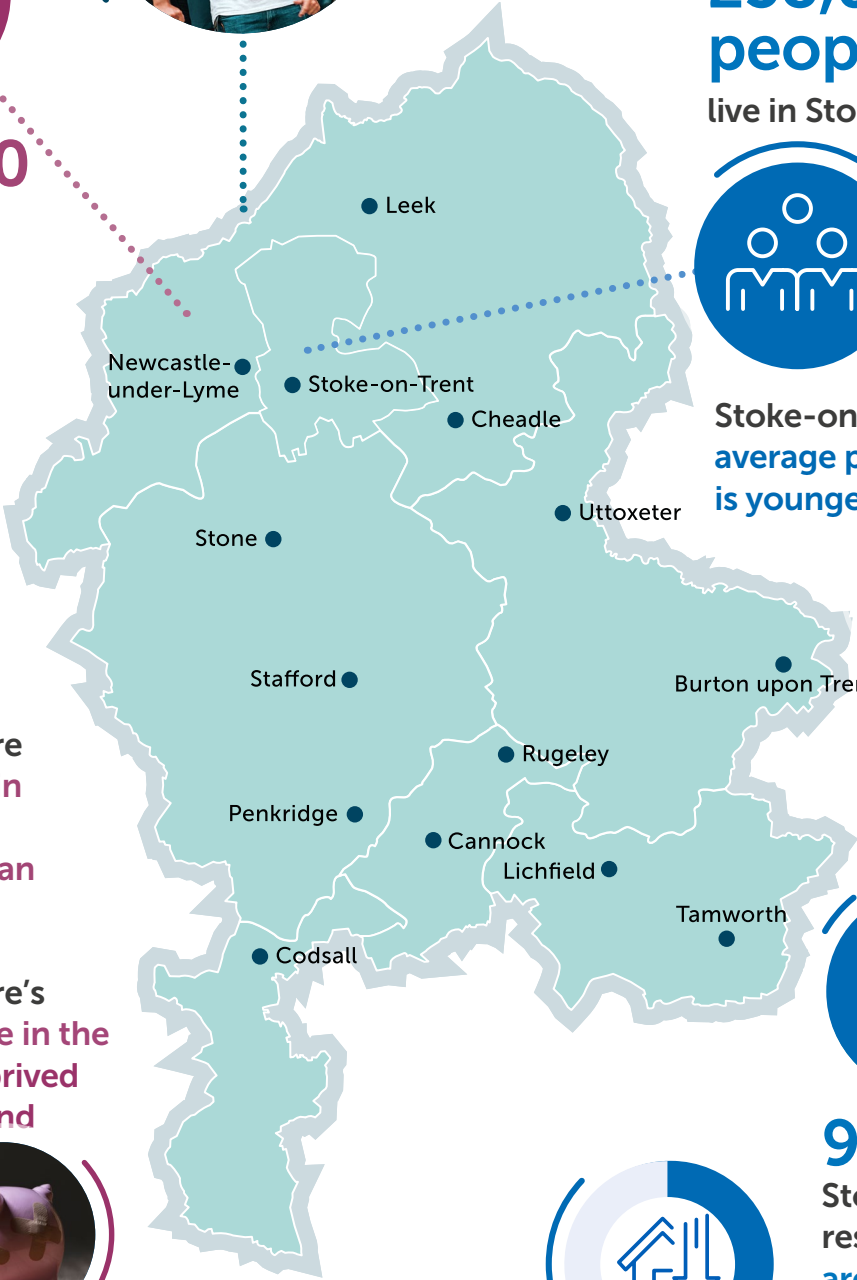 peop
live in Sto
0
Leek
Newcastle-
under-Lyme
Stoke-on-Trent
Cheadle
Stoke-on
average p
is younge
Uttoxeter
Stone
Stafford
Burton upon Tre
re
n
Rugeley
Penkridge
Cannock
an
Lichfield
Tamworth
Codsall
re's
e in the
prived
nd
9
Sto
res